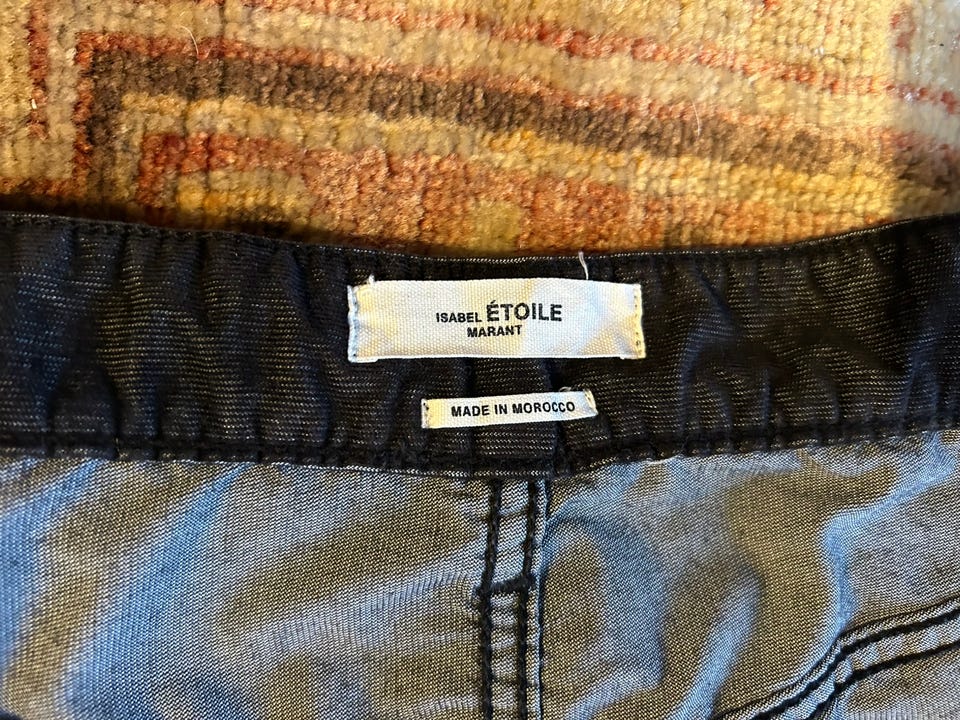 ISABEL ÉTOILE
MARANT
MADE IN MOROCCO